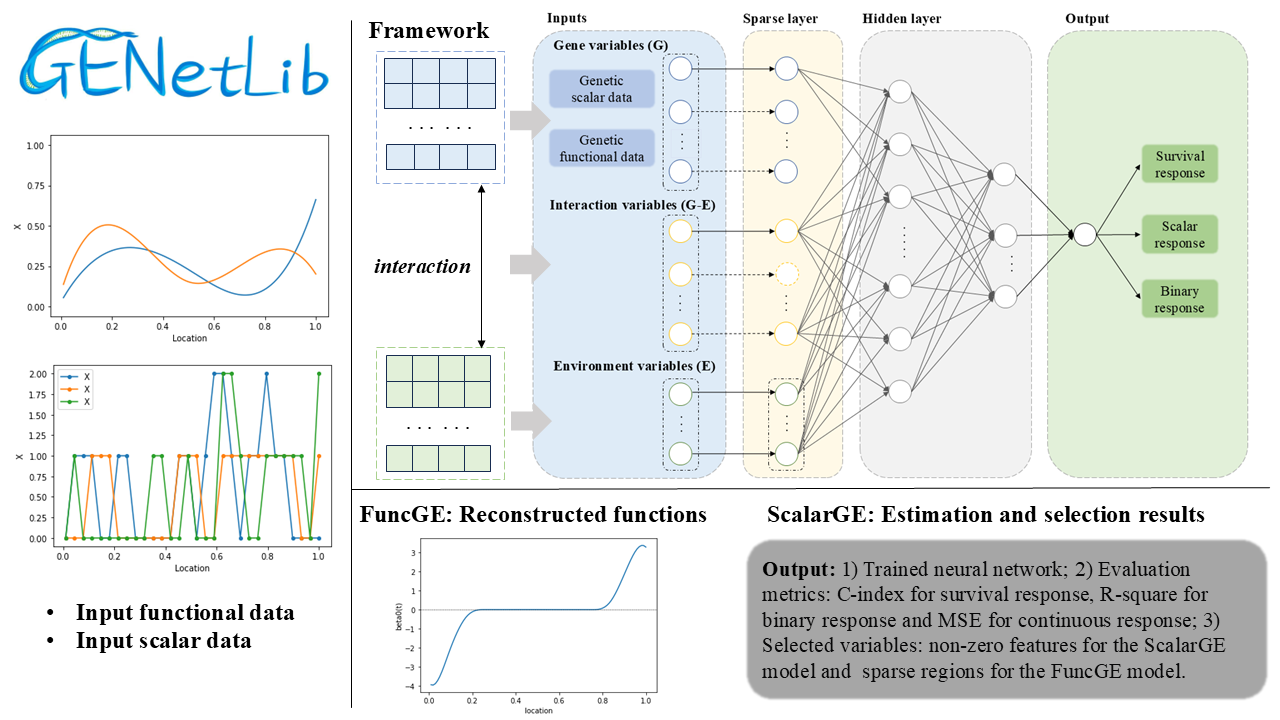 GENetLib
X
1.00
0.75
0.50
0.25
0.00
0.0 0.2 0.4 0.6 0.8 1.0
Location
X
2.00
1.75
1.50
1.25
1.00
0.75
0.50
0.25
0.00
X
X
X
0.0 0.2 0.4 0.6 0.8 1.0
Location
• Input functional data
• Input scalar data
Framework
... ...
interaction
... ...
Inputs
Sparse layer
Hidden layer
Output
Gene variables (G)
Genetic
scalar data
Genetic
functional data
Interaction variables (G-E)
Environment variables (E)
Survival
response
Scalar
response
Binary
response
FuncGE: Reconstructed functions
beta0(t)
3
2
1
0
−1
−2
−3
−4
0.0 0.2 0.4 0.6 0.8 1.0
location
ScalarGE: Estimation and selection results
Output: 1) Trained neural network; 2) Evaluation
metrics: C-index for survival response, R-square for
binary response and MSE for continuous response; 3)
Selected variables: non-zero features for the ScalarGE
model and sparse regions for the FuncGE model.